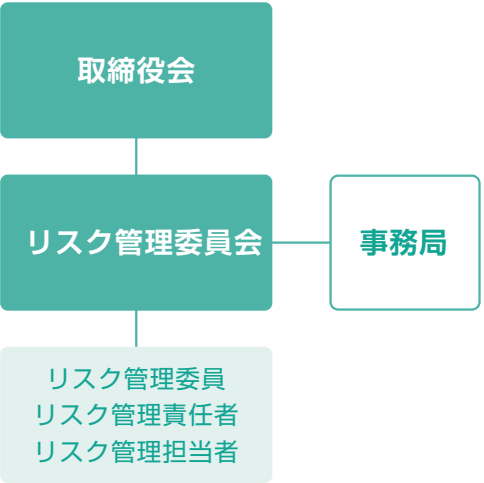 取締役会
リスク管理委員会
事務局
リスク管理委員
リスク管理責任者
リスク管理担当者